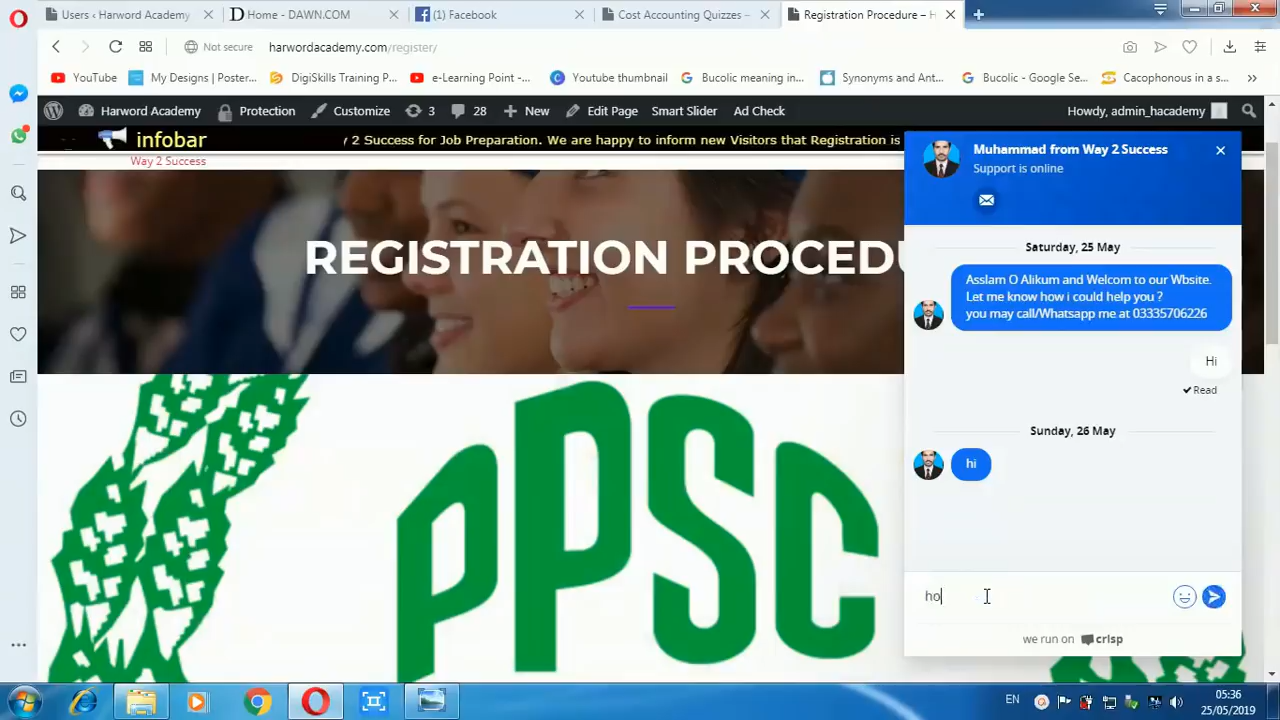 Users ‹ Harword Academy
Home - DAWN.COM
(1) Facebook
Cost Accounting Quizzes –
Registration Procedure – H
Not secure
harwordacademy.com/register/
YouTube
My Designs | Poster...
DigiSkills Training P...
e-Learning Point -...
Youtube thumbnail
Bucolic meaning in...
Synonyms and Ant...
Bucolic - Google Se...
Cacophonous in a s...
Harword Academy
Protection
Customize
3
28
New
Edit Page
Smart Slider
Ad Check
Howdy, admin_hacademy
infobar
y 2 Success for Job Preparation. We are happy to inform new Visitors that Registration is
Way 2 Success
REGISTRATION PROCEDU
PPSC
Muhammad from Way 2 Success
Support is online
Saturday, 25 May
Asslam O Alikum and Welcom to our Wbsite.
Let me know how i could help you ?
you may call/Whatsapp me at 03335706226
Hi
Read
Sunday, 26 May
hi
ho
we run on crisp
EN
05:36
25/05/2019